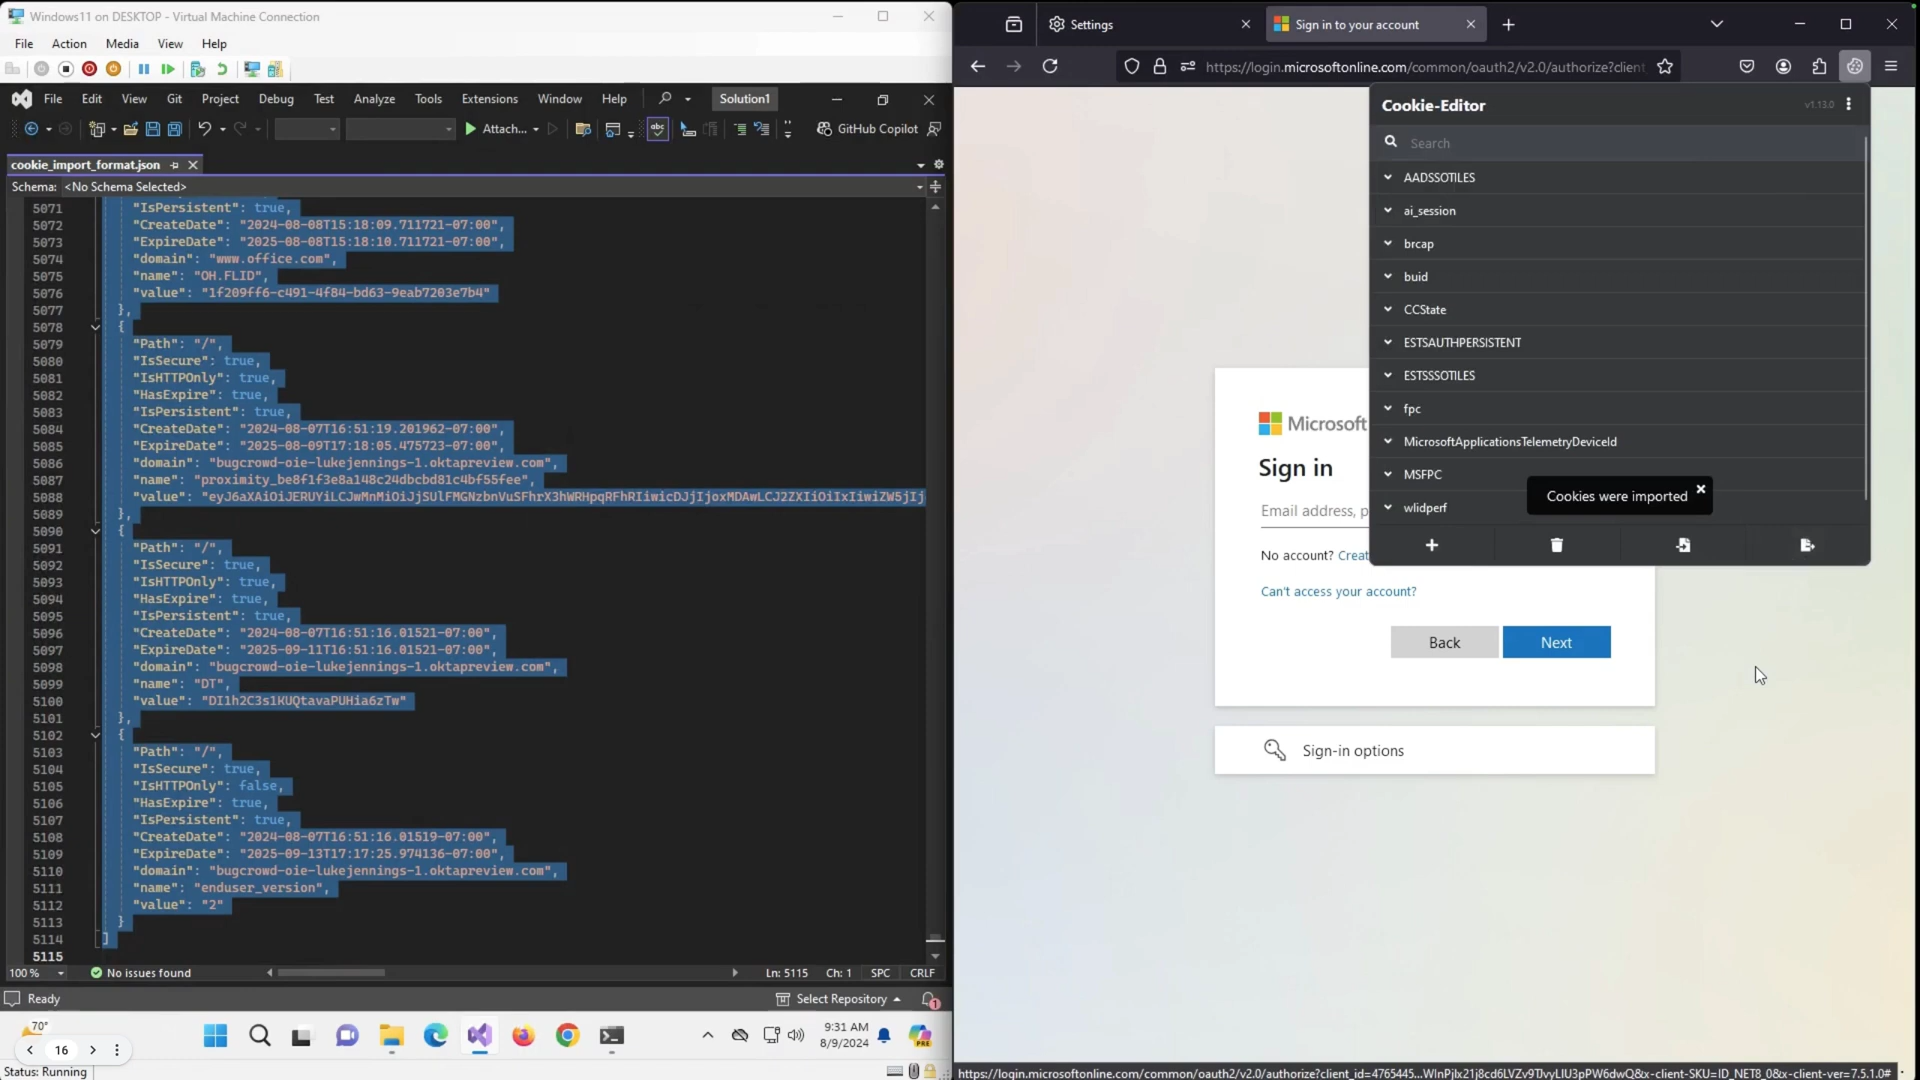 Windows11 on DESKTOP - Virtual Machine Connection
File Action Media View Help
File Edit View Git Project Debug Test Analyze Tools Extensions Window Help Solution1
Attach... GitHub Copilot
cookie_import_format.json
Schema: <No Schema Selected>
5071 "IsPersistent": true,
5072 "CreateDate": "2024-08-08T15:18:09.711721-07:00",
5073 "ExpireDate": "2025-08-08T15:18:10.711721-07:00",
5074 "domain": "www.office.com",
5075 "name": "OH.FLID",
5076 "value": "1f209ff6-c491-4f84-bd63-9eab7203e7b4"
5077 },
5078 {
5079 "Path": "/",
5080 "IsSecure": true,
5081 "IsHTTPOnly": true,
5082 "HasExpire": true,
5083 "IsPersistent": true,
5084 "CreateDate": "2024-08-07T16:51:19.201962-07:00",
5085 "ExpireDate": "2025-08-09T17:18:05.475723-07:00",
5086 "domain": "bugcrowd-oie-lukejennings-1.oktapreview.com",
5087 "name": "proximity_be8f1f3e8a148c24dbcbd81c4bf55fee",
5088 "value":
5089 },
5090 {
5091 "Path": "/",
5092 "IsSecure": true,
5093 "IsHTTPOnly": true,
5094 "HasExpire": true,
5095 "IsPersistent": true,
5096 "CreateDate": "2024-08-07T16:51:16.01521-07:00",
5097 "ExpireDate": "2025-09-11T16:51:16.01521-07:00",
5098 "domain": "bugcrowd-oie-lukejennings-1.oktapreview.com",
5099 "name": "DT",
5100 "value": "DI1h2C3s1KUQtavaPUHia6zTw"
5101 },
5102 {
5103 "Path": "/",
5104 "IsSecure": true,
5105 "IsHTTPOnly": false,
5106 "HasExpire": true,
5107 "IsPersistent": true,
5108 "CreateDate": "2024-08-07T16:51:16.01519-07:00",
5109 "ExpireDate": "2025-09-13T17:17:25.974136-07:00",
5110 "domain": "bugcrowd-oie-lukejennings-1.oktapreview.com",
5111 "name": "enduser_version",
5112 "value": "2"
5113 }
5114 ]
5115
100 % No issues found Ln: 5115 Ch: 1 SPC CRLF
Ready Select Repository 1
70°
16
9:31 AM
8/9/2024
PRE
Status: Running
Settings
Sign in to your account
https://login.microsoftonline.com/common/oauth2/v2.0/authorize?client
Cookie-Editor v1.13.0
Search
AADSSOTILES
ai_session
brcap
buid
CCState
ESTSAUTHPERSISTENT
ESTSSSOTILES
fpc
MicrosoftApplicationsTelemetryDeviceId
MSFPC
wlidperf
Cookies were imported
Microsoft
Sign in
Email address, p
No account? Creat
Can't access your account?
Back Next
Sign-in options